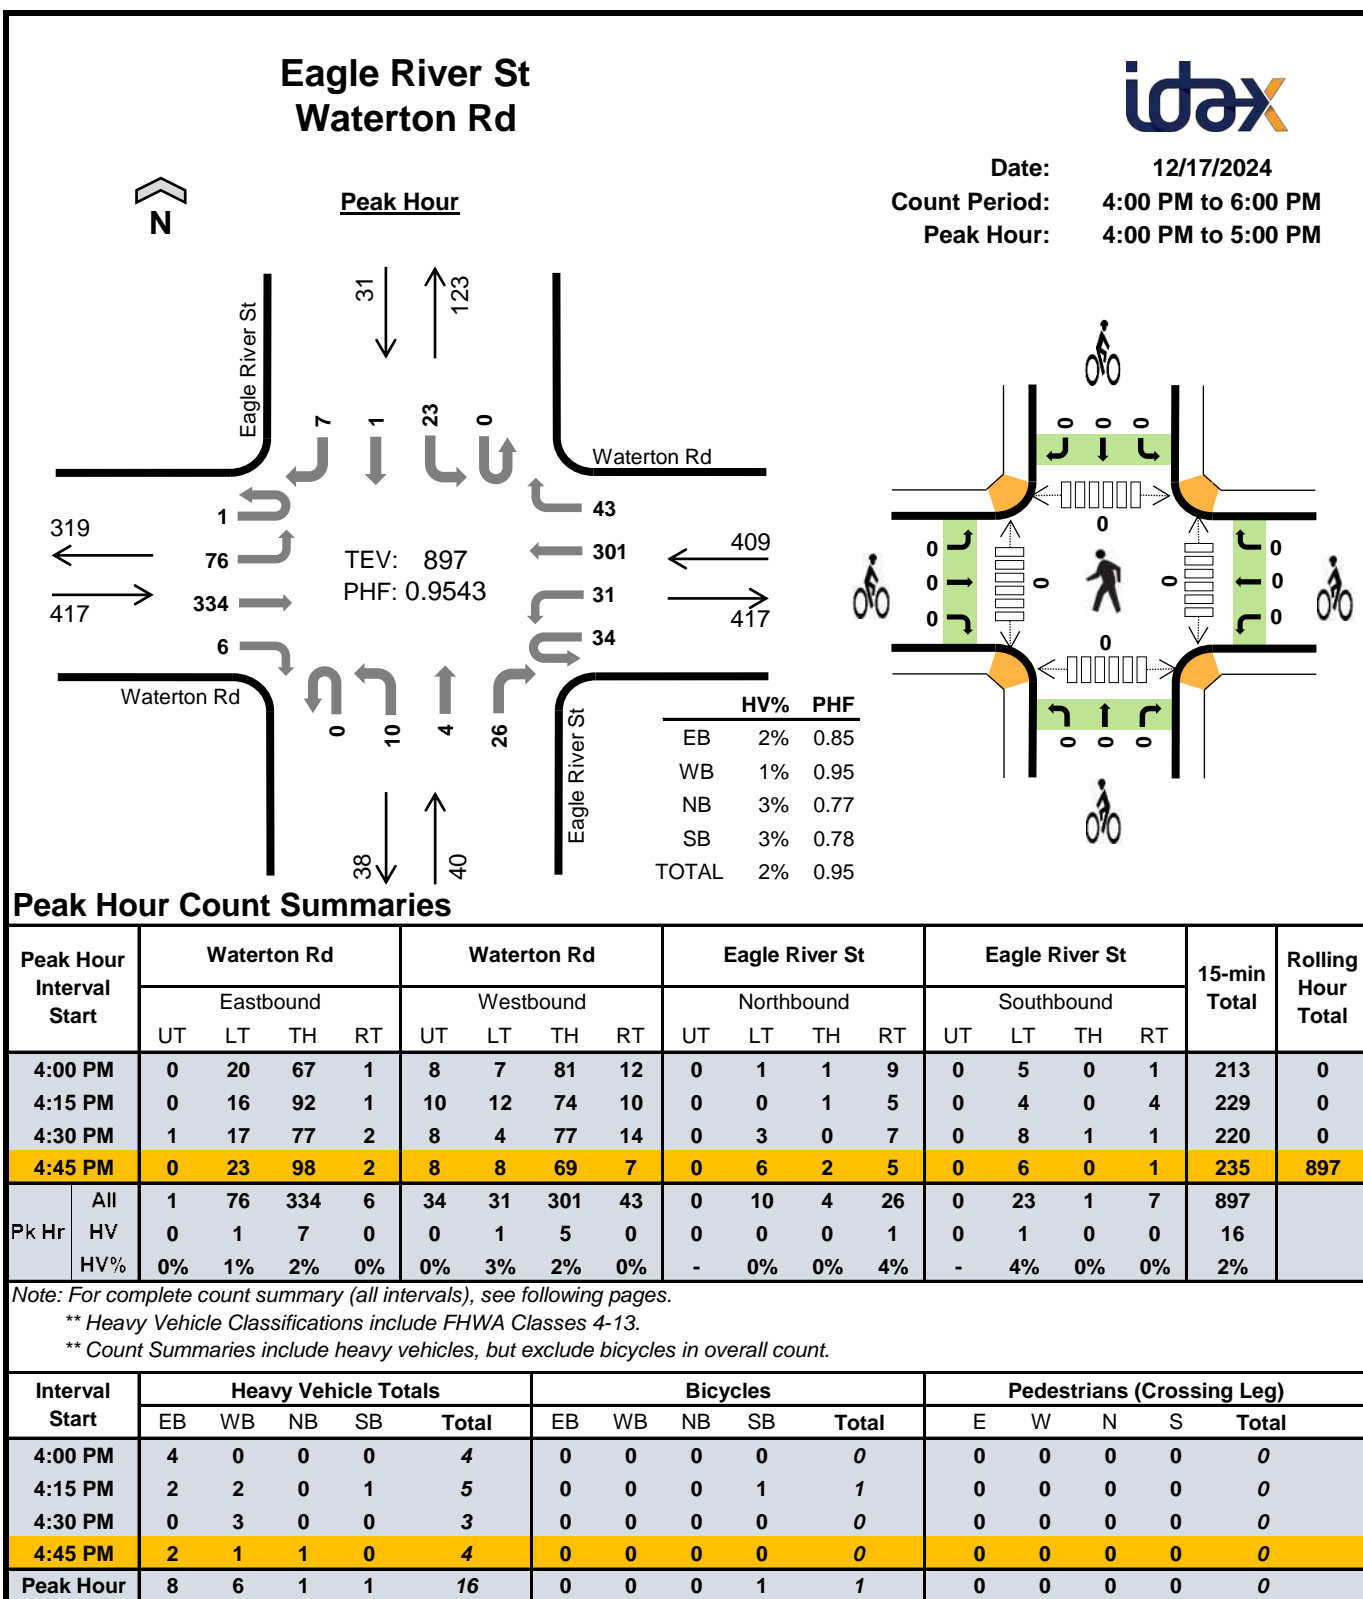 Eagle River St
Waterton Rd
idax
Date: 12/17/2024
Count Period: 4:00 PM to 6:00 PM
Peak Hour: 4:00 PM to 5:00 PM
N
Peak Hour
Eagle River St
31
123
7 1 23 0
Waterton Rd
1
76
334
6
319
417
TEV: 897
PHF: 0.9543
43
301
31
34
409
417
Waterton Rd
0 10 4 26
Eagle River St
38
40
HV% PHF
EB 2% 0.85
WB 1% 0.95
NB 3% 0.77
SB 3% 0.78
TOTAL 2% 0.95
0 0 0
0
0 0
0 0 0 0
0 0
0
0 0 0
Peak Hour Count Summaries
Peak Hour Interval Start Waterton Rd Waterton Rd Eagle River St Eagle River St 15-min Total Rolling Hour Total
Eastbound Westbound Northbound Southbound
UT LT TH RT UT LT TH RT UT LT TH RT UT LT TH RT
4:00 PM 0 20 67 1 8 7 81 12 0 1 1 9 0 5 0 1 213 0
4:15 PM 0 16 92 1 10 12 74 10 0 0 1 5 0 4 0 4 229 0
4:30 PM 1 17 77 2 8 4 77 14 0 3 0 7 0 8 1 1 220 0
4:45 PM 0 23 98 2 8 8 69 7 0 6 2 5 0 6 0 1 235 897
Pk Hr All 1 76 334 6 34 31 301 43 0 10 4 26 0 23 1 7 897
HV 0 1 7 0 0 1 5 0 0 0 0 1 0 1 0 0 16
HV% 0% 1% 2% 0% 0% 3% 2% 0% - 0% 0% 4% - 4% 0% 0% 2%
Note: For complete count summary (all intervals), see following pages.
** Heavy Vehicle Classifications include FHWA Classes 4-13.
** Count Summaries include heavy vehicles, but exclude bicycles in overall count.
Interval Start Heavy Vehicle Totals Bicycles Pedestrians (Crossing Leg)
EB WB NB SB Total EB WB NB SB Total E W N S Total
4:00 PM 4 0 0 0 4 0 0 0 0 0 0 0 0 0 0
4:15 PM 2 2 0 1 5 0 0 0 1 1 0 0 0 0 0
4:30 PM 0 3 0 0 3 0 0 0 0 0 0 0 0 0 0
4:45 PM 2 1 1 0 4 0 0 0 0 0 0 0 0 0 0
Peak Hour 8 6 1 1 16 0 0 0 1 1 0 0 0 0 0